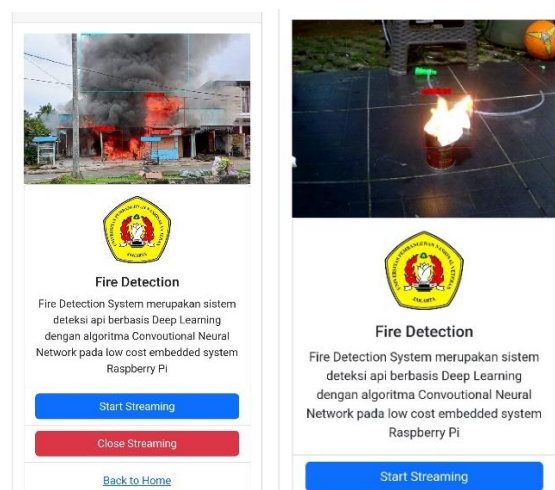 Fire Detection
Fire Detection System merupakan sistem
deteksi api berbasis Deep Learning
dengan algoritma Convoutional Neural
Network pada low cost embedded system
Raspberry Pi
Start Streaming
Close Streaming
Back to Home
JAKARTA
Fire Detection
Fire Detection System merupakan sistem
deteksi api berbasis Deep Learning
dengan algoritma Convoutional Neural
Network pada low cost embedded system
Raspberry Pi
Start Streaming